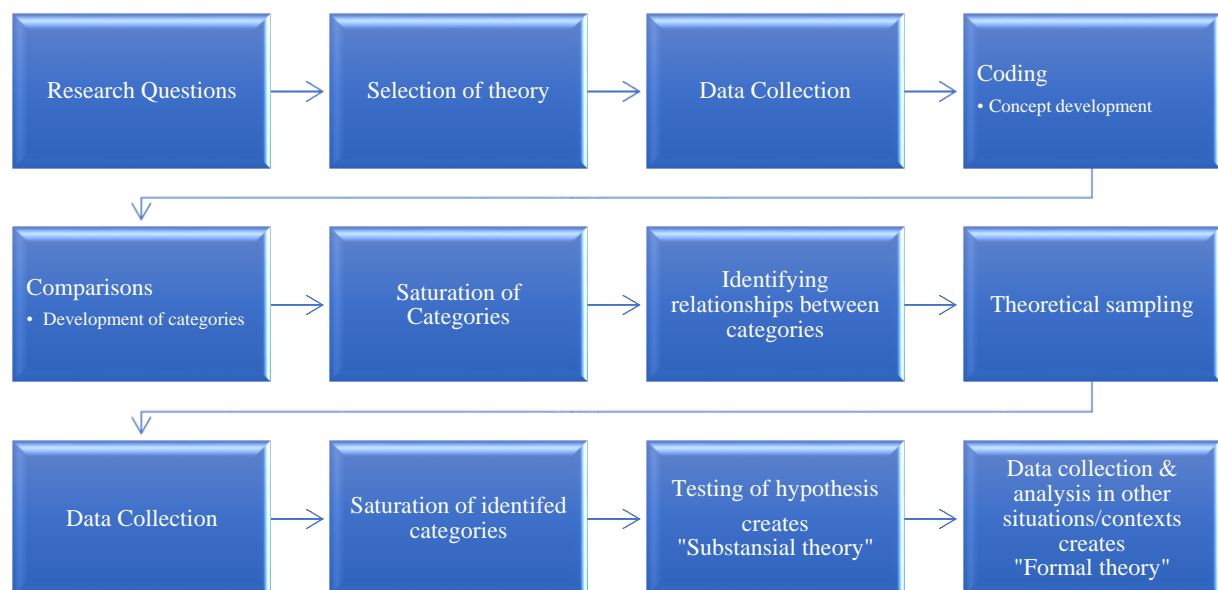 Research Questions
Selection of theory
Data Collection
Coding
• Concept development
Comparisons
• Development of categories
Saturation of
Categories
Identifying
relationships between
categories
Theoretical sampling
Data Collection
Saturation of identifed
categories
Testing of hypothesis
creates
"Substansial theory"
Data collection &
analysis in other
situations/contexts
creates
"Formal theory"